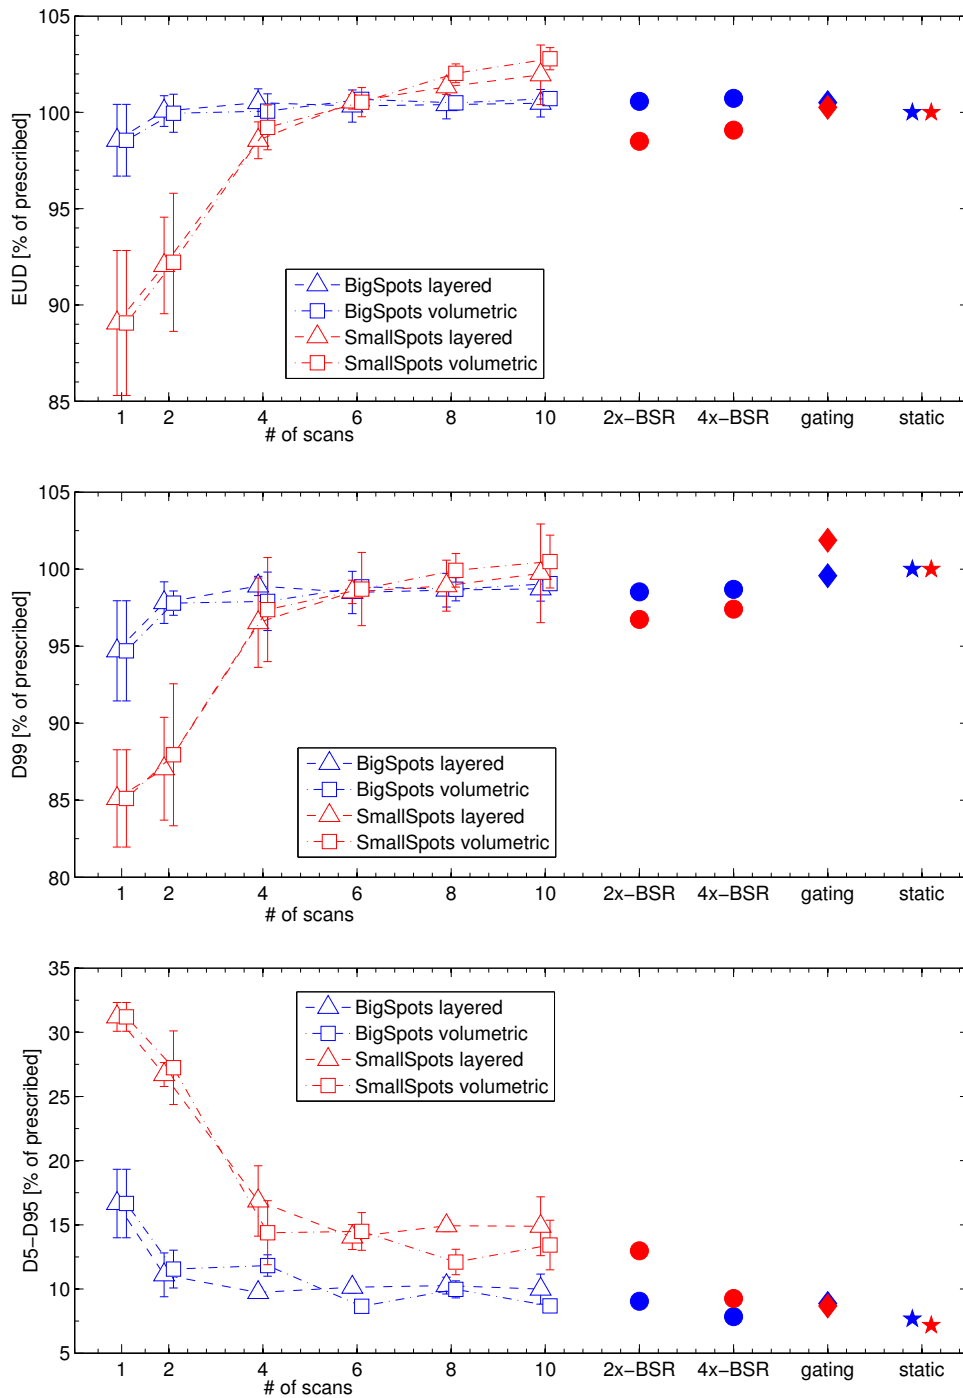 105
100
95
90
85
EUD [% of prescribed]
BigSpots layered
BigSpots volumetric
SmallSpots layered
SmallSpots volumetric
1 2 4 6 8 10 2x−BSR 4x−BSR gating static
# of scans
105
100
95
90
85
80
D99 [% of prescribed]
BigSpots layered
BigSpots volumetric
SmallSpots layered
SmallSpots volumetric
1 2 4 6 8 10 2x−BSR 4x−BSR gating static
# of scans
35
30
25
20
15
10
5
D5−D95 [% of prescribed]
BigSpots layered
BigSpots volumetric
SmallSpots layered
SmallSpots volumetric
1 2 4 6 8 10 2x−BSR 4x−BSR gating static
# of scans